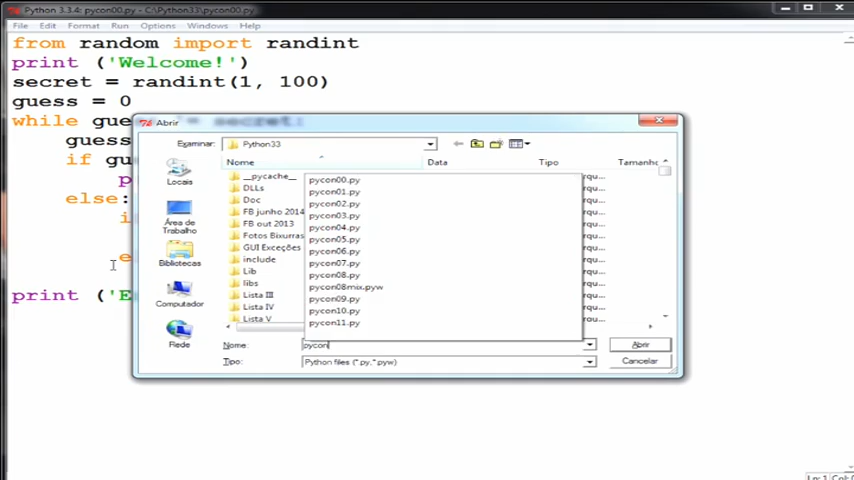 Python 3.3.4: pycon00.py - C:\Python33\pycon00.py
File Edit Format Run Options Windows Help
from random import randint
print ('Welcome!')
secret = randint(1, 100)
guess = 0
while gue
guess
if gu
p
else:
i
e
print ('E
Abrir
Examinar: Python33
Nome Data Tipo Tamanho
Locais
Área de Trabalho
Bibliotecas
Computador
Rede
__pycache__
DLLs
Doc
FB junho 2014
FB out 2013
Fotos Bixurras
GUI Exceções
include
Lib
libs
Lista III
Lista IV
Lista V
pycon00.py
pycon01.py
pycon02.py
pycon03.py
pycon04.py
pycon05.py
pycon06.py
pycon07.py
pycon08.py
pycon08mix.pyw
pycon09.py
pycon10.py
pycon11.py
Nome: pycon Abrir
Tipo: Python files (*.py,*.pyw) Cancelar
Ln: 1 Col: 0